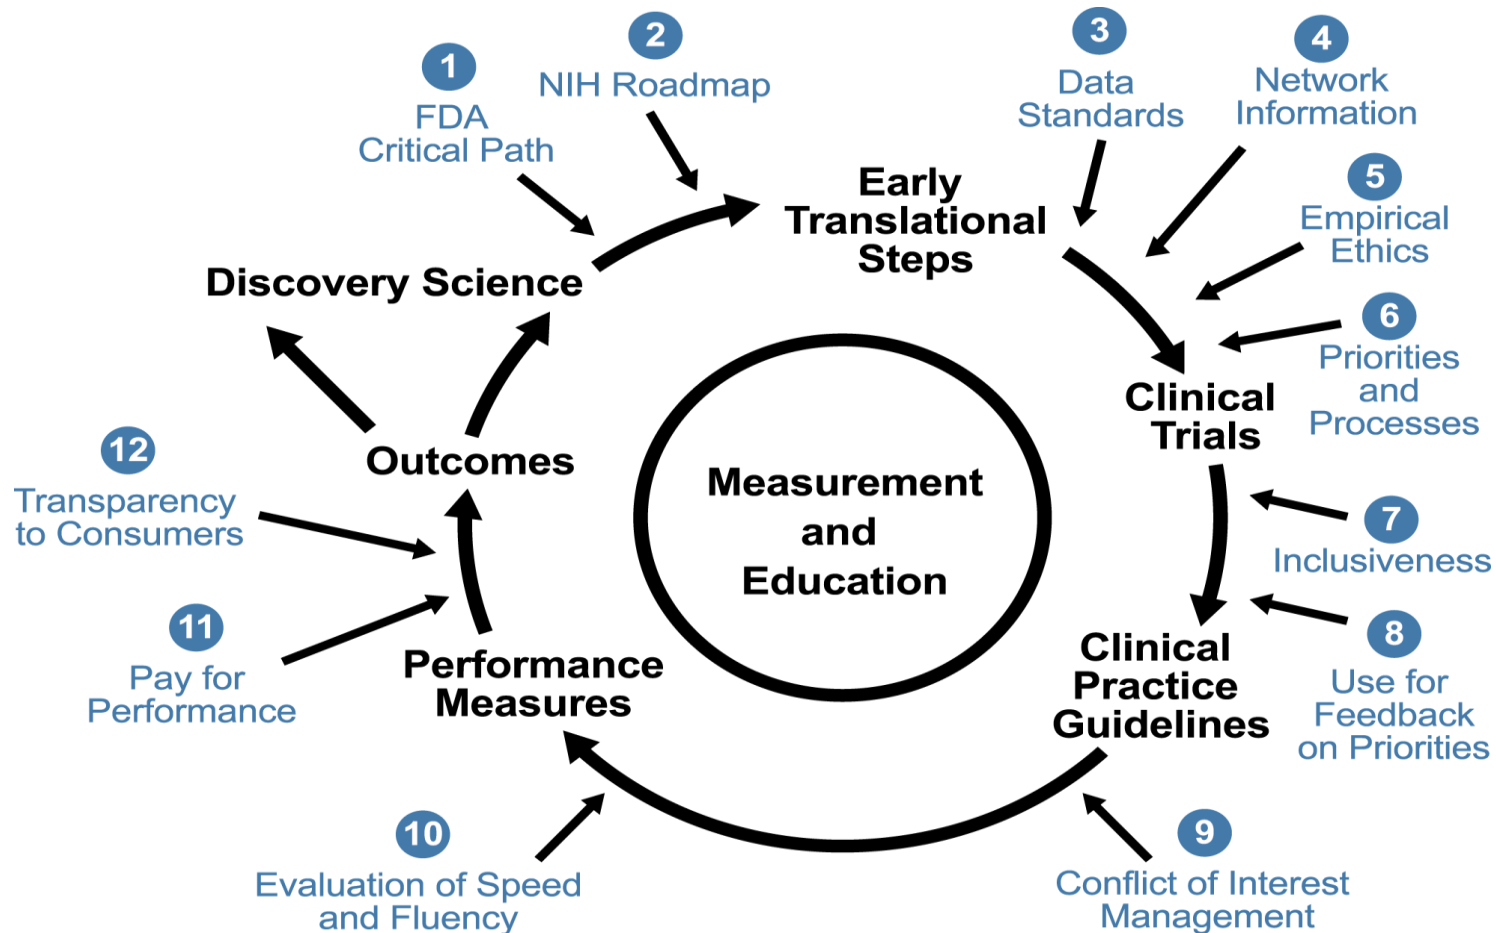 1
FDA
Critical Path
2
NIH Roadmap
3
Data
Standards
4
Network
Information
5
Empirical
Ethics
6
Priorities
and
Processes
7
Inclusiveness
8
Use for
Feedback
on Priorities
9
Conflict of Interest
Management
10
Evaluation of Speed
and Fluency
11
Pay for
Performance
12
Transparency
to Consumers
Discovery Science
Early
Translational
Steps
Clinical
Trials
Clinical
Practice
Guidelines
Performance
Measures
Outcomes
Measurement
and
Education